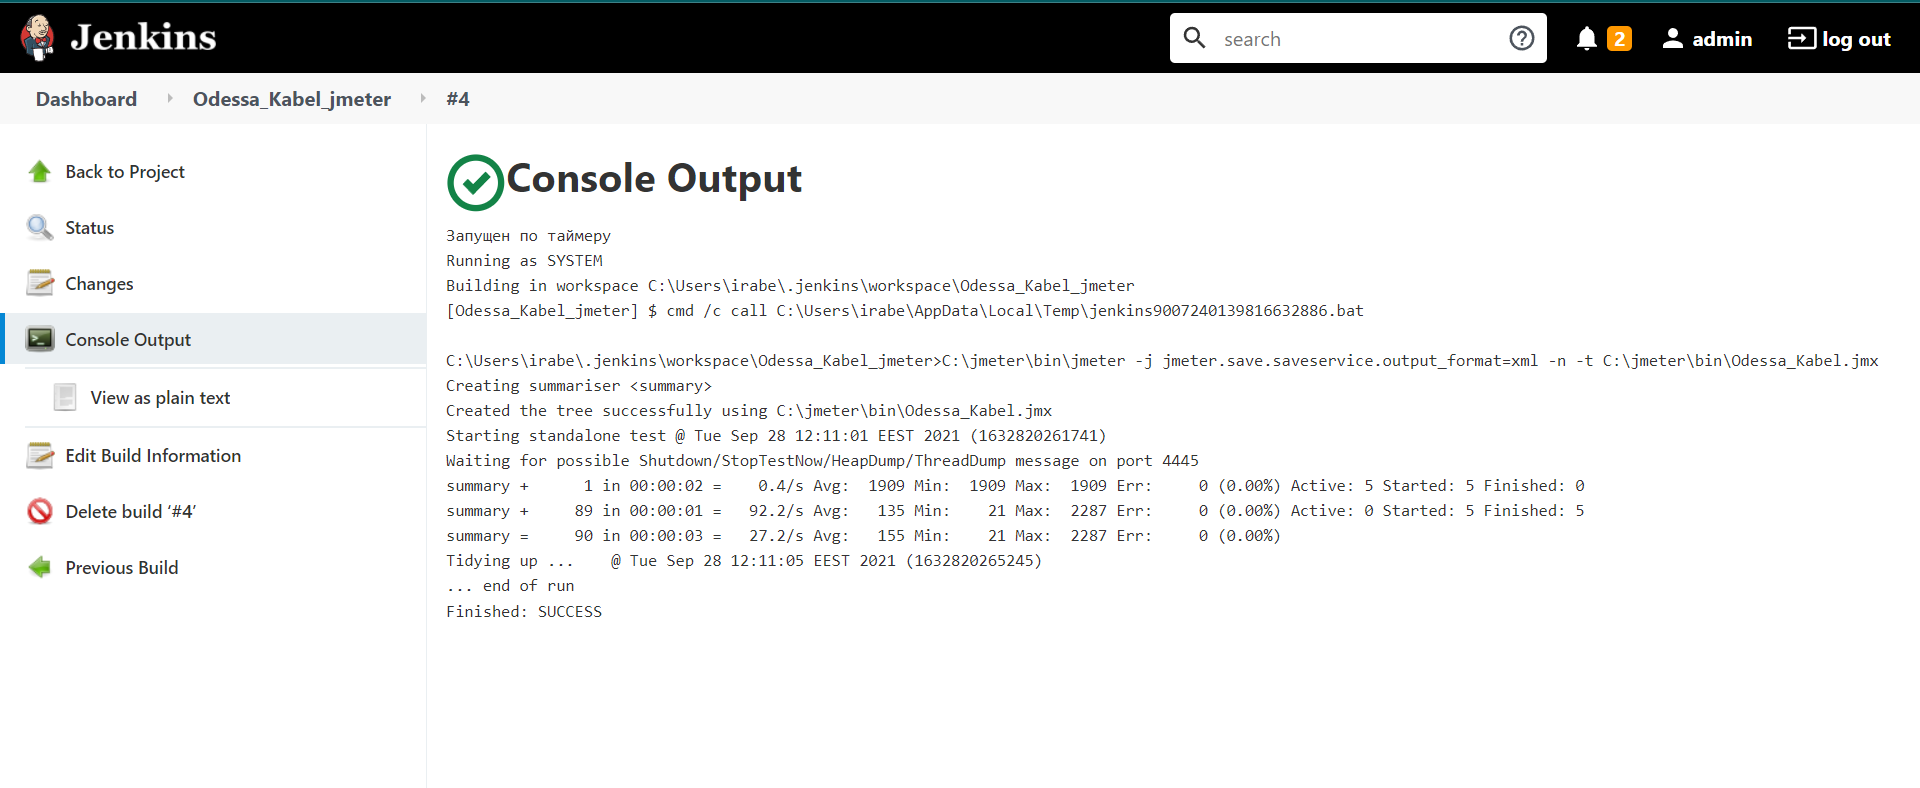 Jenkins
search
2
admin
log out
Dashboard
Odessa_Kabel_jmeter
#4
Back to Project
Status
Changes
Console Output
View as plain text
Edit Build Information
Delete build ‘#4’
Previous Build
Console Output
Запущен по таймеру
Running as SYSTEM
Building in workspace C:\Users\irabe\.jenkins\workspace\Odessa_Kabel_jmeter
[Odessa_Kabel_jmeter] $ cmd /c call C:\Users\irabe\AppData\Local\Temp\jenkins9007240139816632886.bat
C:\Users\irabe\.jenkins\workspace\Odessa_Kabel_jmeter>C:\jmeter\bin\jmeter -j jmeter.save.saveservice.output_format=xml -n -t C:\jmeter\bin\Odessa_Kabel.jmx
Creating summariser <summary>
Created the tree successfully using C:\jmeter\bin\Odessa_Kabel.jmx
Starting standalone test @ Tue Sep 28 12:11:01 EEST 2021 (1632820261741)
Waiting for possible Shutdown/StopTestNow/HeapDump/ThreadDump message on port 4445
summary +      1 in 00:00:02 =    0.4/s Avg:  1909 Min:  1909 Max:  1909 Err:     0 (0.00%) Active: 5 Started: 5 Finished: 0
summary +     89 in 00:00:01 =   92.2/s Avg:   135 Min:    21 Max:  2287 Err:     0 (0.00%) Active: 0 Started: 5 Finished: 5
summary =     90 in 00:00:03 =   27.2/s Avg:   155 Min:    21 Max:  2287 Err:     0 (0.00%)
Tidying up ...    @ Tue Sep 28 12:11:05 EEST 2021 (1632820265245)
... end of run
Finished: SUCCESS